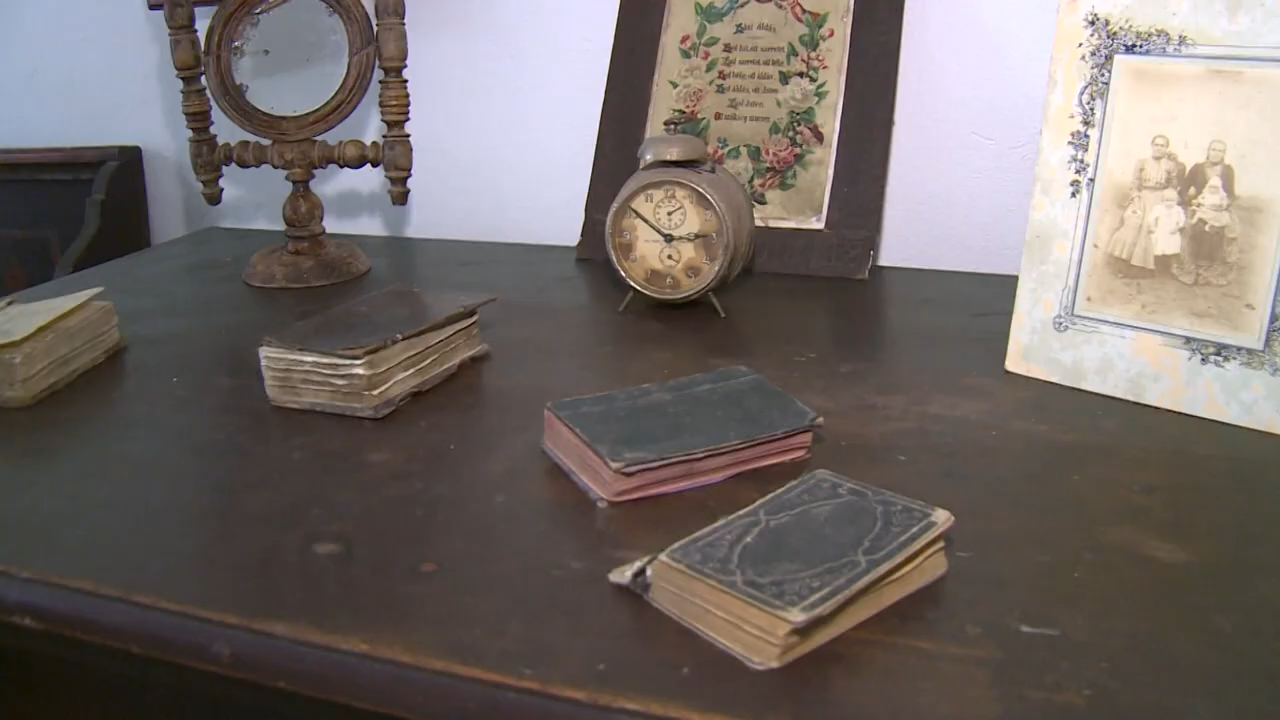 Házi áldás
Hol hit, ott szeretet,
Hol szeretet, ott béke,
Hol béke, ott áldás,
Hol áldás, ott Isten,
Hol Isten,
Ott szükség nincsen.